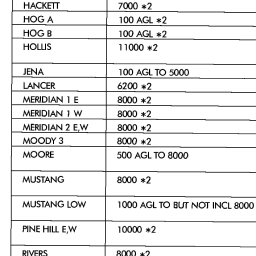 HACKETT 7000 *2
HOG A 100 AGL *2
HOG B 100 AGL *2
HOLLIS 11000 *2
JENA 100 AGL TO 5000
LANCER 6200 *2
MERIDIAN 1 E 8000 *2
MERIDIAN 1 W 8000 *2
MERIDIAN 2 E,W 8000 *2
MOODY 3 8000 *2
MOORE 500 AGL TO 8000
MUSTANG 8000 *2
MUSTANG LOW 1000 AGL TO BUT NOT INCL 8000
PINE HILL E,W 10000 *2
RIVERS 8000 *2